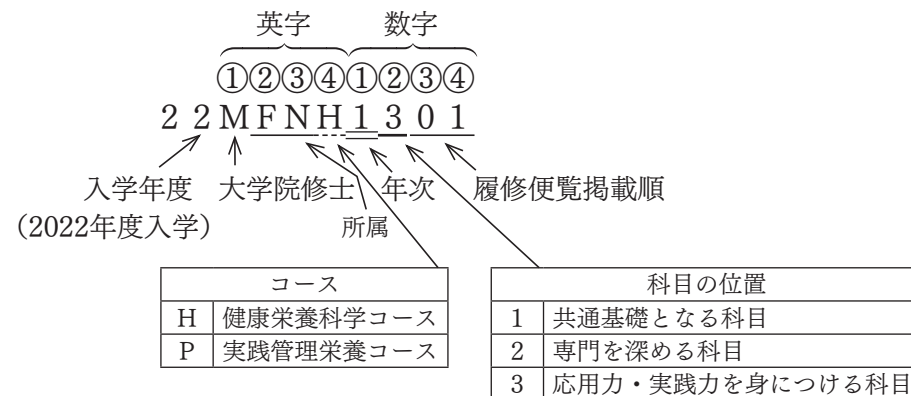 英字 数字
①②③④①②③④
22MFNH1301
入学年度 大学院修士 年次 履修便覧掲載順
(2022年度入学) 所属
コース
H 健康栄養科学コース
P 実践管理栄養コース
科目の位置
1 共通基礎となる科目
2 専門を深める科目
3 応用力・実践力を身につける科目